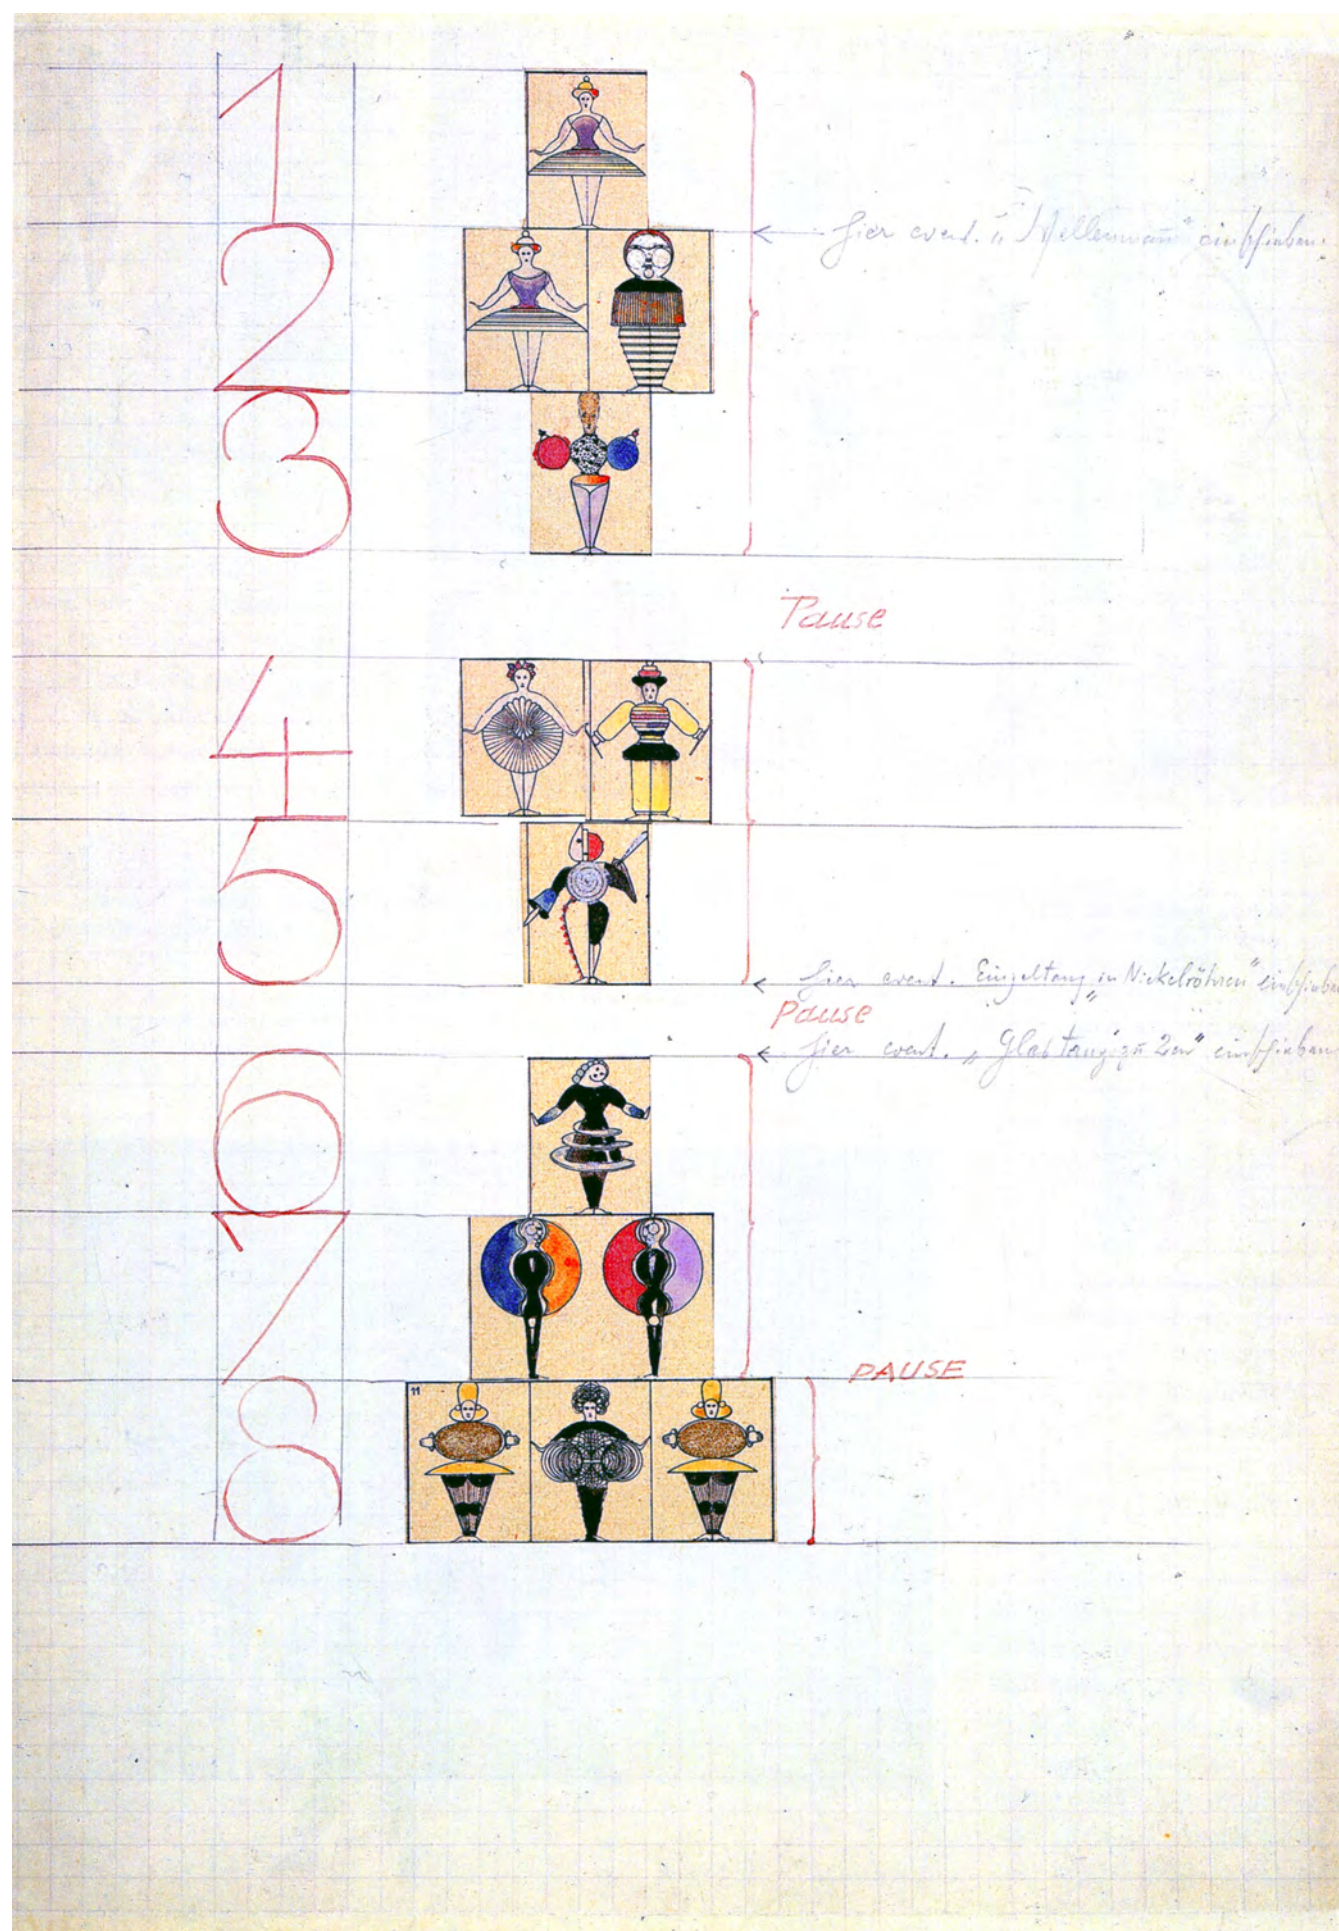 1
hier event. „Wellenmann" einschieben.
2
3
Pause
4
5
hier event. Einzeltanz in Nickelröhren" einschieben
Pause
hier event. „Glastanz zu 2en" einschieben
6
7
PAUSE
8
11